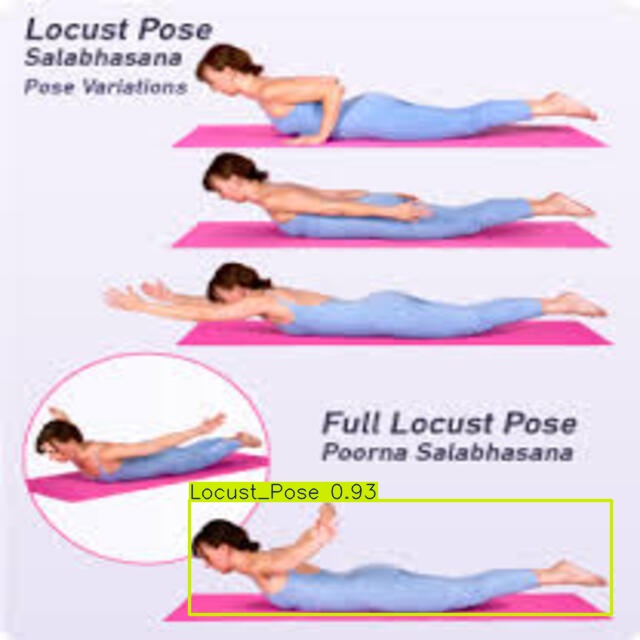 Locust Pose
Salabhasana
Pose Variations
Full Locust Pose
Poorna Salabhasana
Locust_Pose 0.93